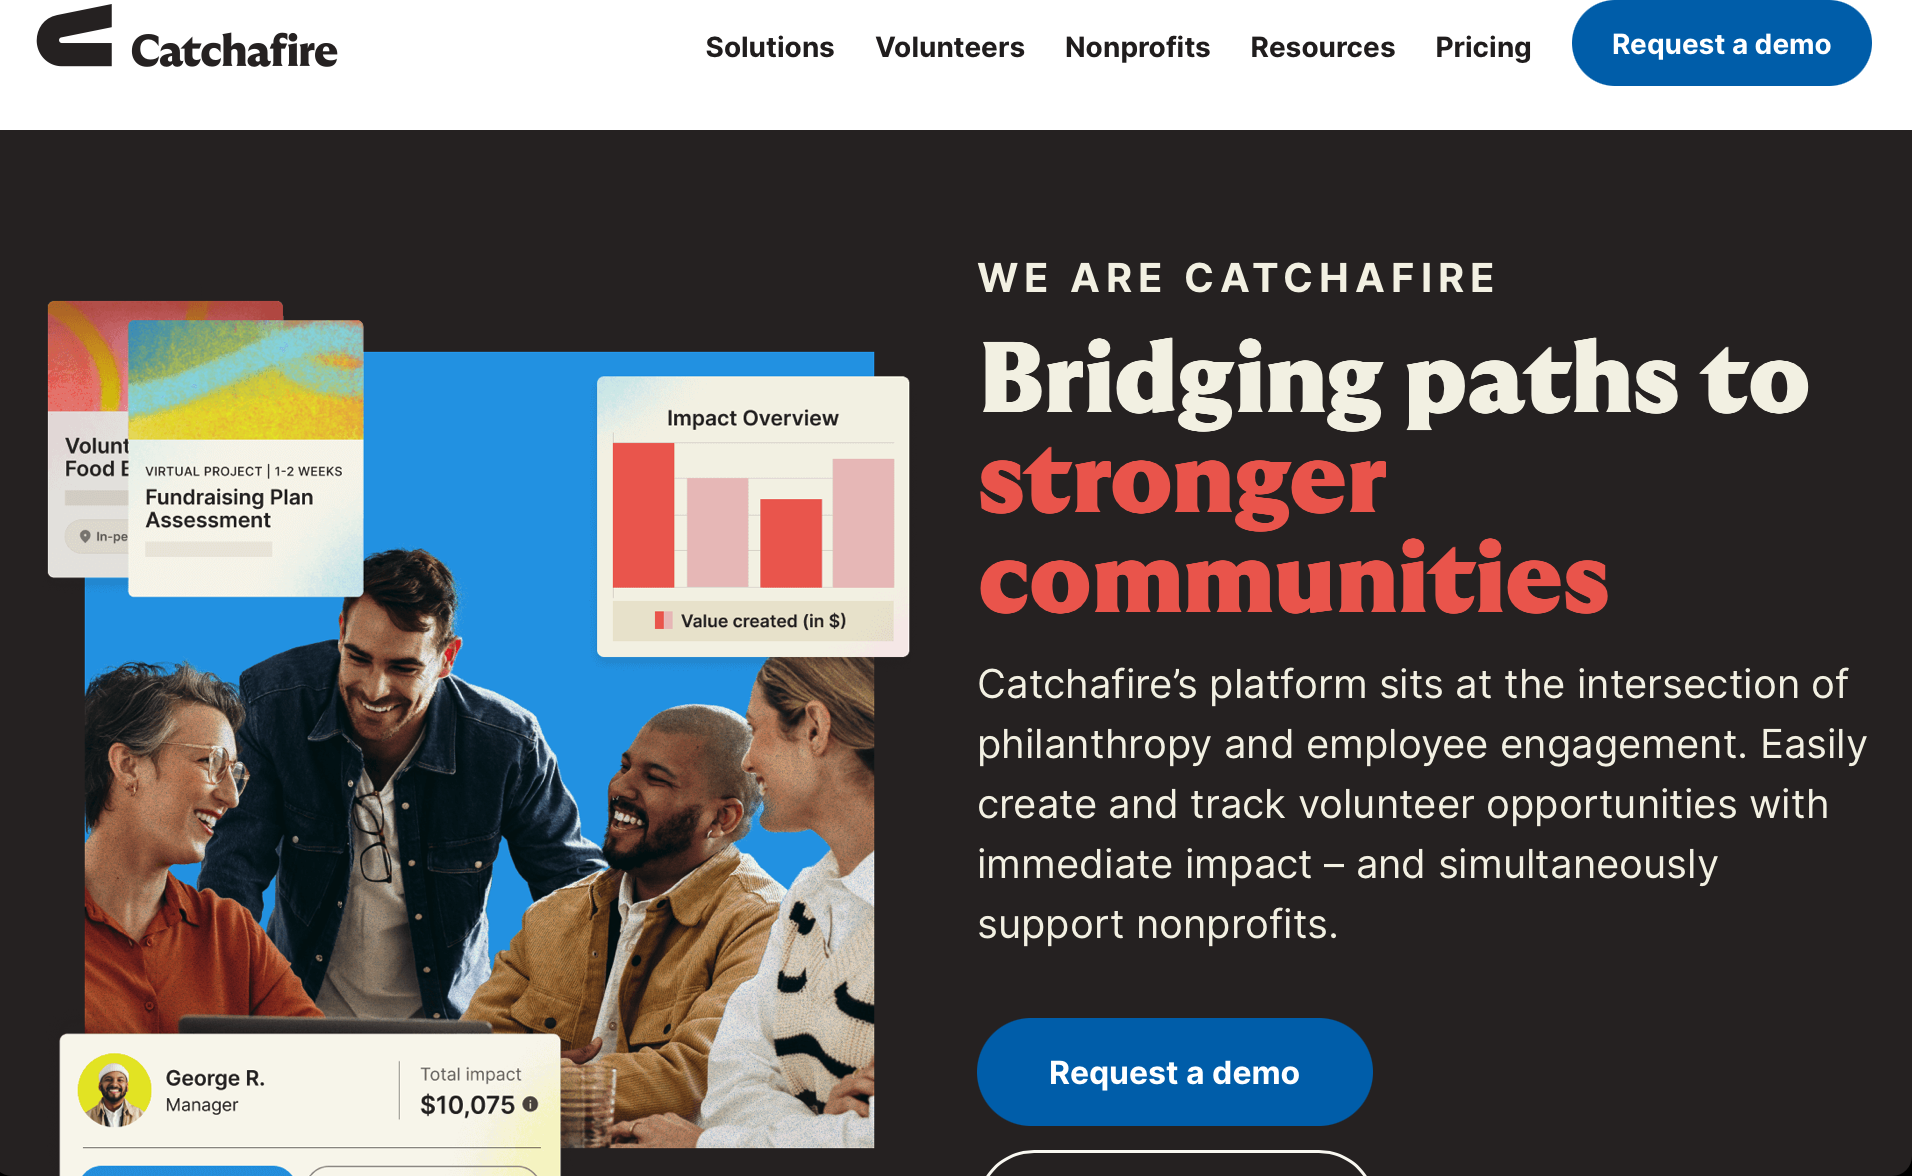 Catchafire
Solutions
Volunteers
Nonprofits
Resources
Pricing
Request a demo
WE ARE CATCHAFIRE
Bridging paths to
stronger
communities
Catchafire’s platform sits at the intersection of
philanthropy and employee engagement. Easily
create and track volunteer opportunities with
immediate impact – and simultaneously
support nonprofits.
Request a demo
Food
VIRTUAL PROJECT | 1-2 WEEKS
Fundraising Plan
Assessment
Impact Overview
Value created (in $)
George R.
Manager
Total impact
$10,075